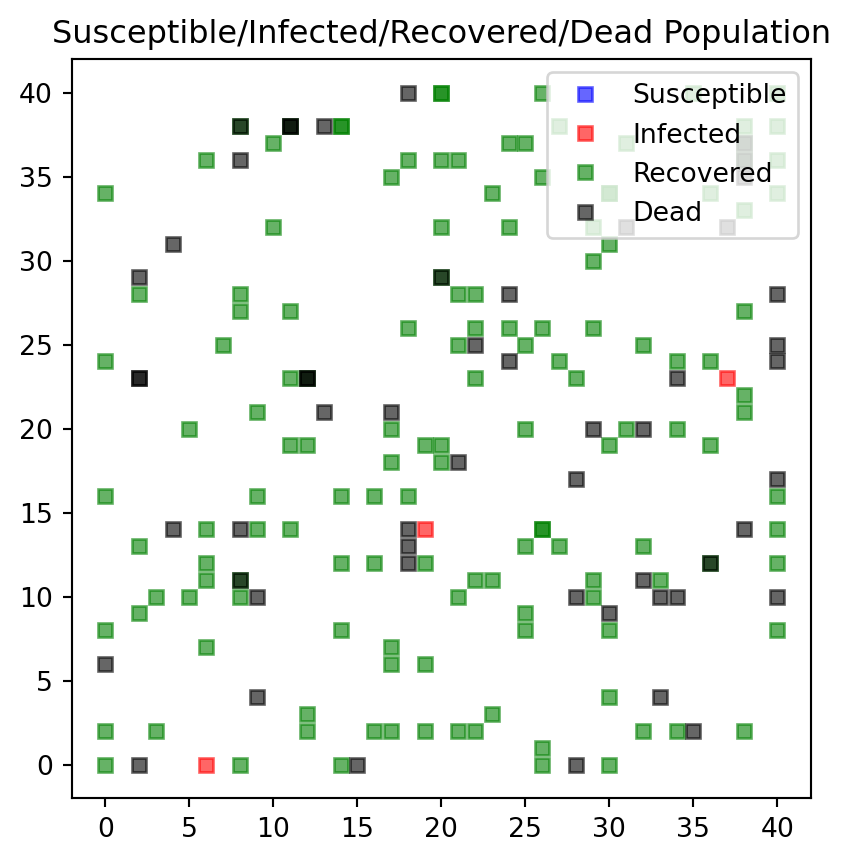 Susceptible/Infected/Recovered/Dead Population
40
35
30
25
20
15
10
5
0
Susceptible
Infected
Recovered
Dead
0 5 10 15 20 25 30 35 40